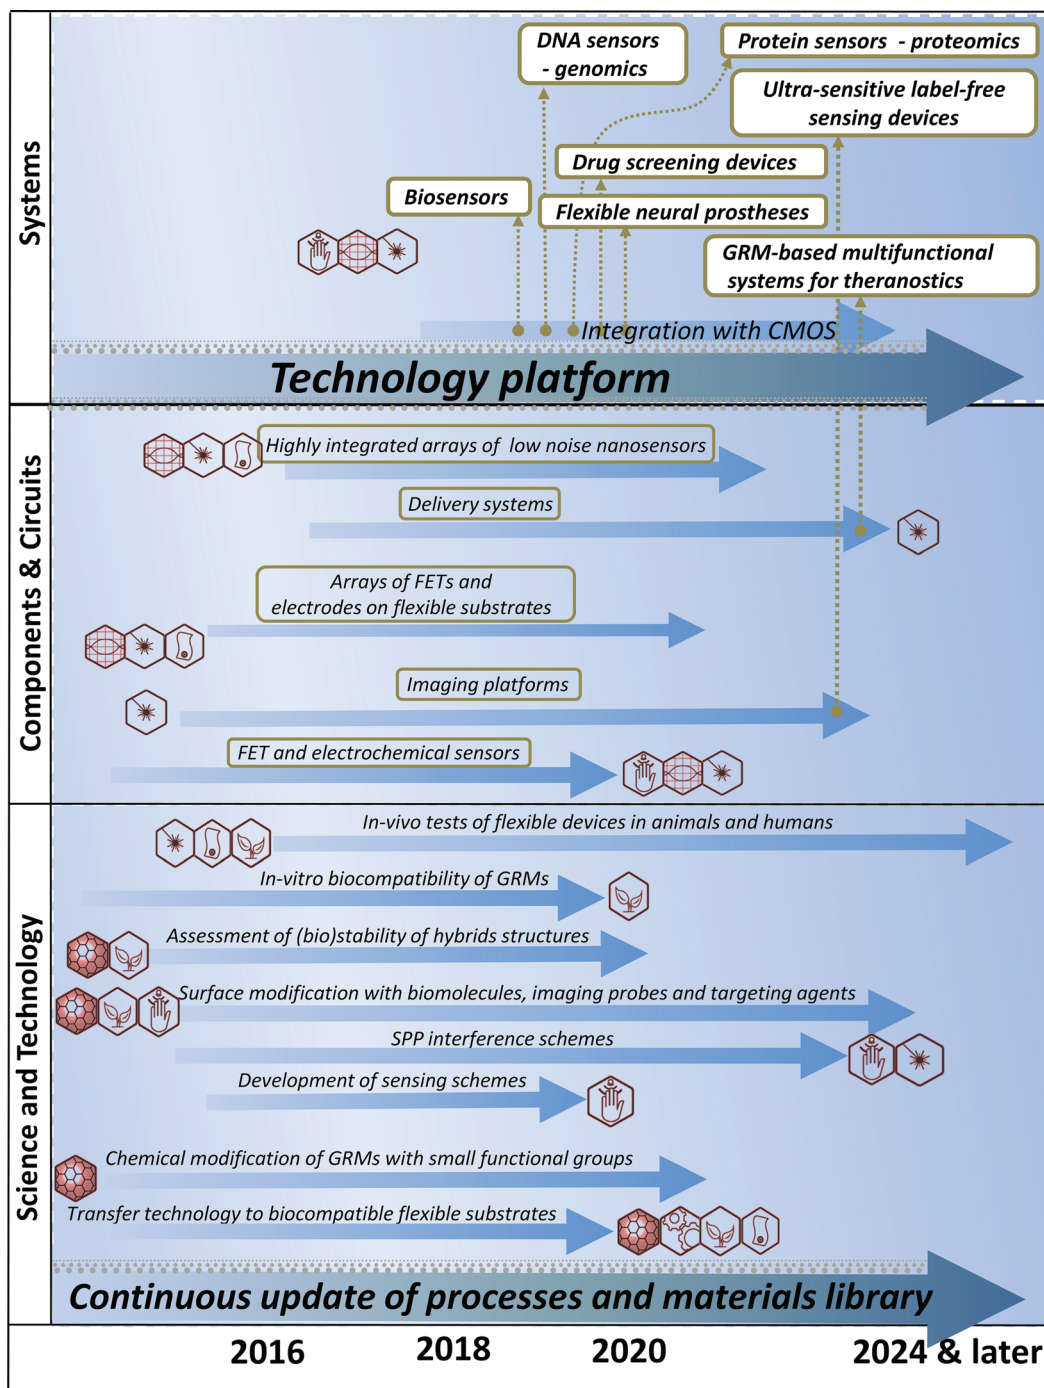 Systems
DNA sensors
- genomics
Protein sensors - proteomics
Ultra-sensitive label-free
sensing devices
Drug screening devices
Biosensors
Flexible neural prostheses
GRM-based multifunctional
systems for theranostics
Integration with CMOS
Technology platform
Components & Circuits
Highly integrated arrays of low noise nanosensors
Delivery systems
Arrays of FETs and
electrodes on flexible substrates
Imaging platforms
FET and electrochemical sensors
Science and Technology
In-vivo tests of flexible devices in animals and humans
In-vitro biocompatibility of GRMs
Assessment of (bio)stability of hybrids structures
Surface modification with biomolecules, imaging probes and targeting agents
SPP interference schemes
Development of sensing schemes
Chemical modification of GRMs with small functional groups
Transfer technology to biocompatible flexible substrates
Continuous update of processes and materials library
2016 2018 2020 2024 & later